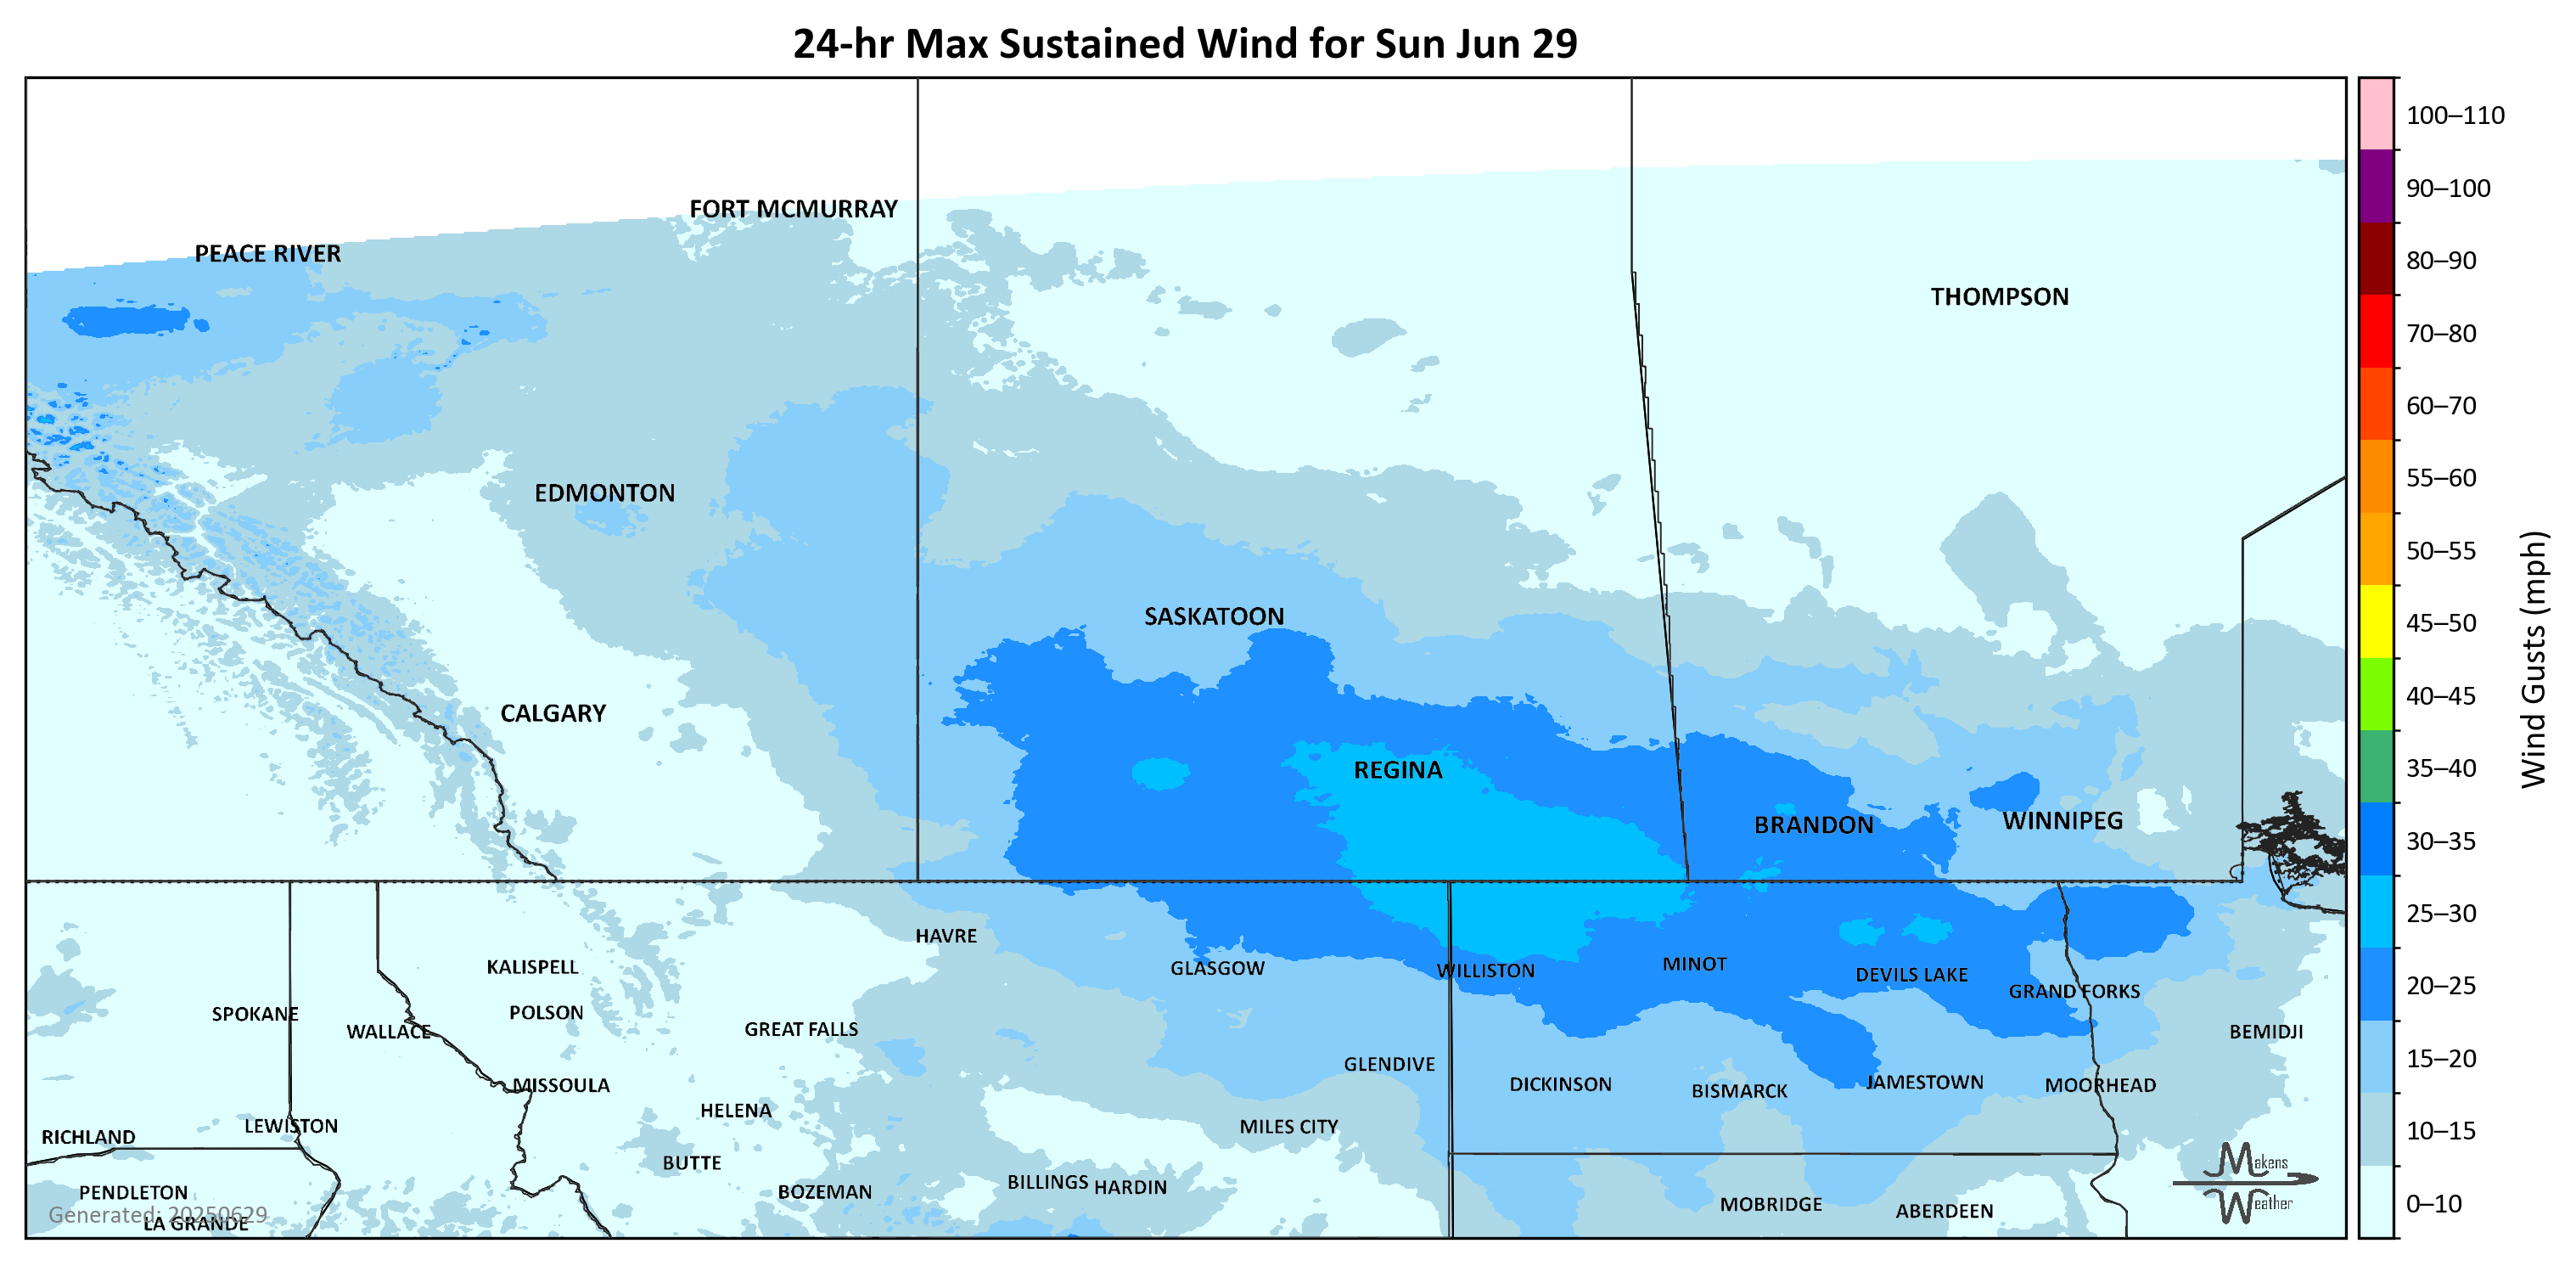 24-hr Max Sustained Wind for Sun Jun 29
FORT MCMURRAY
PEACE RIVER
THOMPSON
EDMONTON
SASKATOON
CALGARY
REGINA
BRANDON
WINNIPEG
HAVRE
KALISPELL
GLASGOW
WILLISTON
MINOT
DEVILS LAKE
GRAND FORKS
SPOKANE
POLSON
WALLACE
GREAT FALLS
BEMIDJI
GLENDIVE
MISSOULA
DICKINSON
BISMARCK
JAMESTOWN
MOORHEAD
HELENA
LEWISTON
MILES CITY
RICHLAND
BUTTE
BILLINGS
HARDIN
BOZEMAN
PENDLETON
MOBRIDGE
ABERDEEN
Generated: 20250629
LA GRANDE
Makens
Weather
100–110
90–100
80–90
70–80
60–70
55–60
50–55
45–50
40–45
35–40
30–35
25–30
20–25
15–20
10–15
0–10
Wind Gusts (mph)